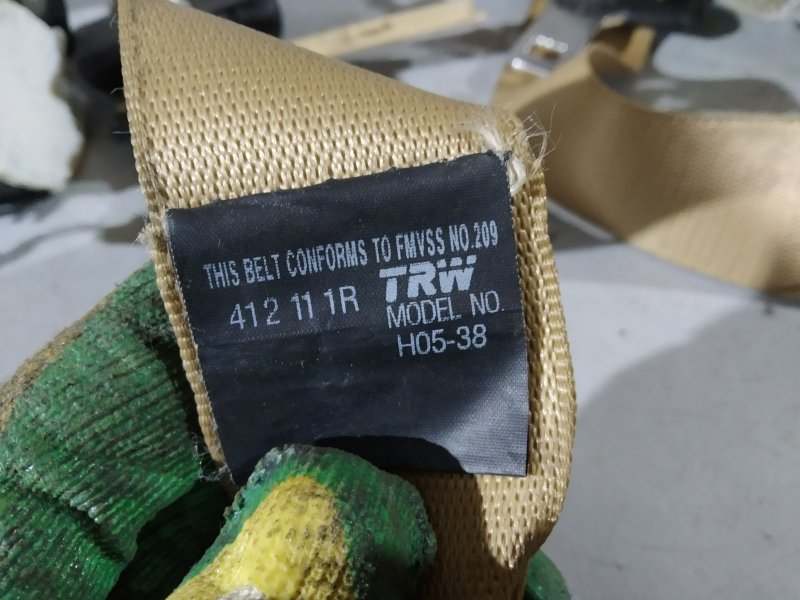 THIS BELT CONFORMS TO FMVSS NO.209
TRW
412 11 1R
MODEL NO.
H05-38